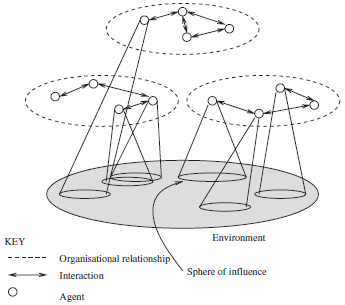 Environment
KEY
Organisational relationship
Interaction
Agent
Sphere of influence